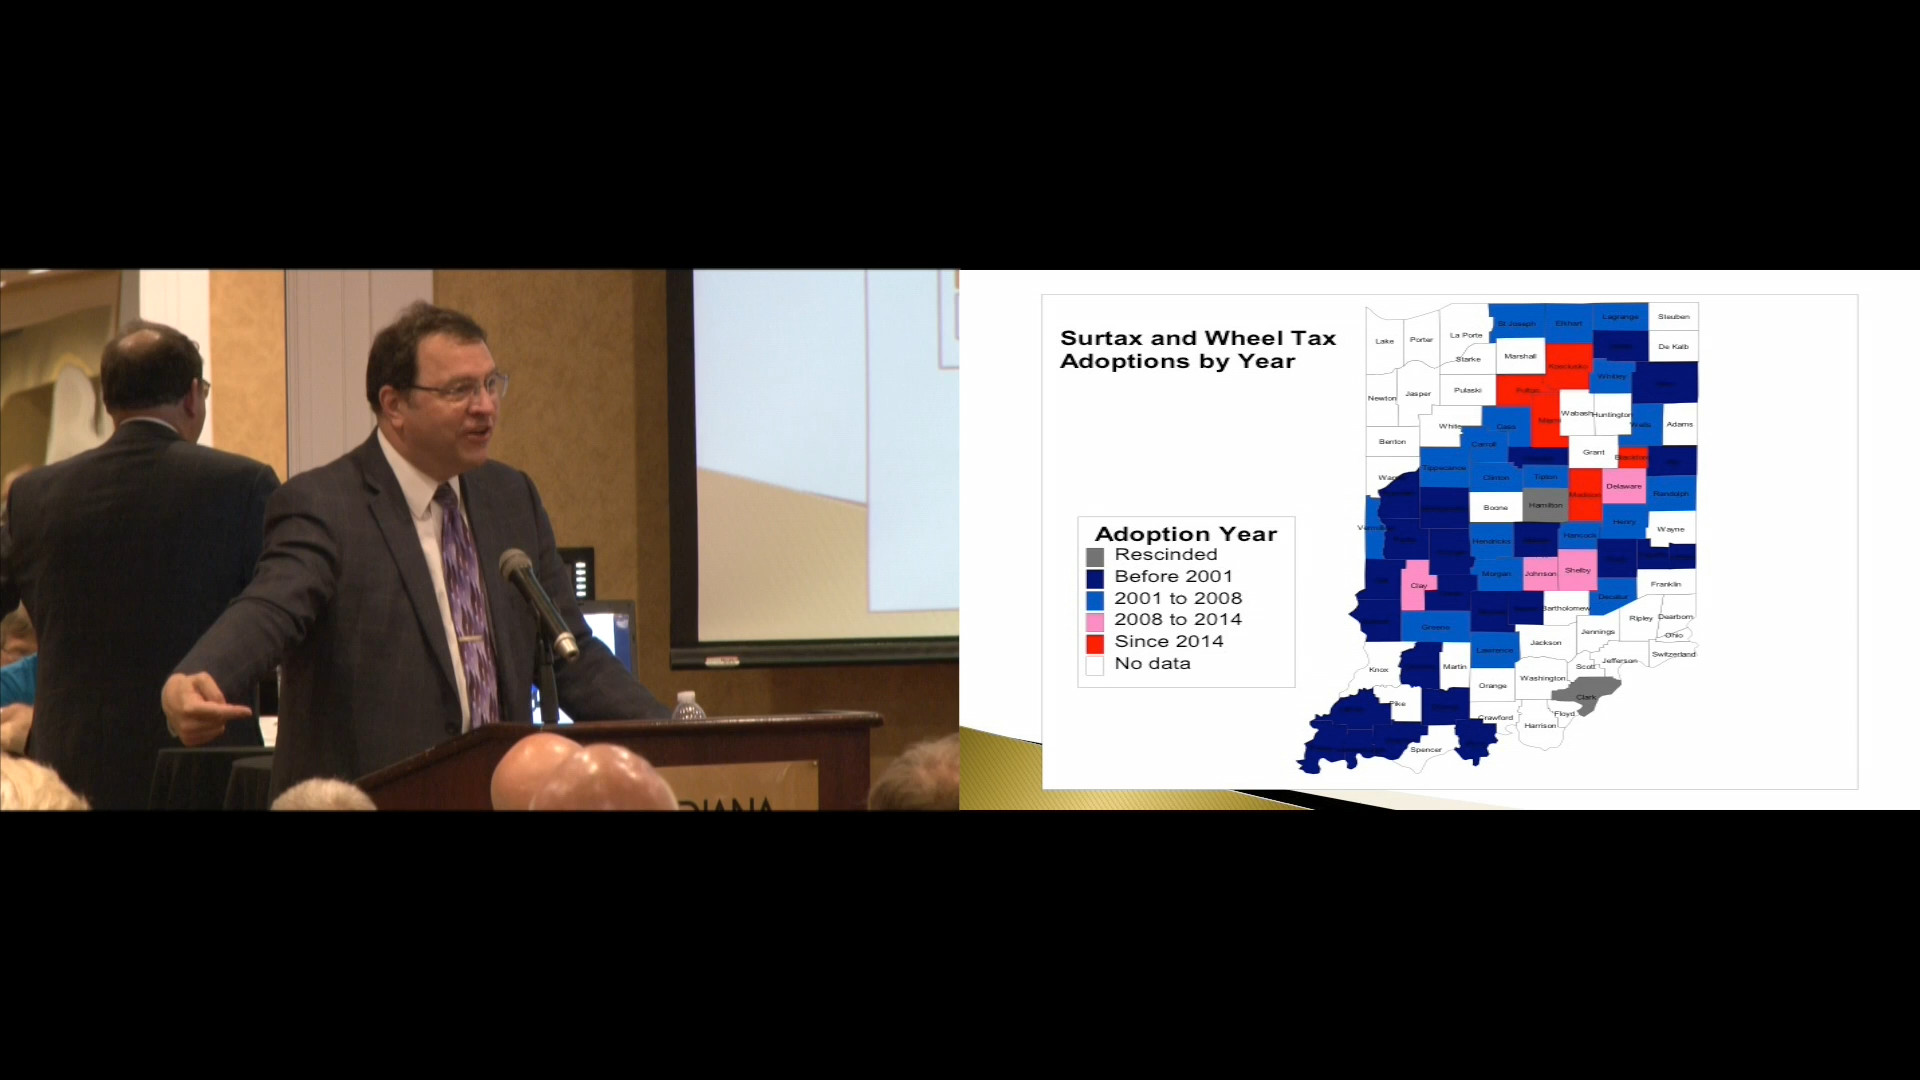 DIANA
Surtax and Wheel Tax
Adoptions by Year
Adoption Year
Rescinded
Before 2001
2001 to 2008
2008 to 2014
Since 2014
No data
St Joseph
Elkhart
Lagrange
Steuben
La Porte
Lake
Porter
Marshall
De Kalb
Starke
Kosciusko
Whitley
Pulaski
Fulton
Jasper
Newton
Miami
Wabash
Huntington
Wells
Adams
White
Cass
Benton
Carroll
Grant
Blackford
Tippecanoe
Clinton
Tipton
Delaware
Randolph
Madison
Boone
Hamilton
Henry
Wayne
Hendricks
Hancock
Clay
Morgan
Johnson
Shelby
Franklin
Decatur
Bartholomew
Greene
Ripley
Dearborn
Jennings
Ohio
Jackson
Lawrence
Switzerland
Jefferson
Knox
Martin
Scott
Washington
Orange
Clark
Pike
Crawford
Floyd
Harrison
Spencer